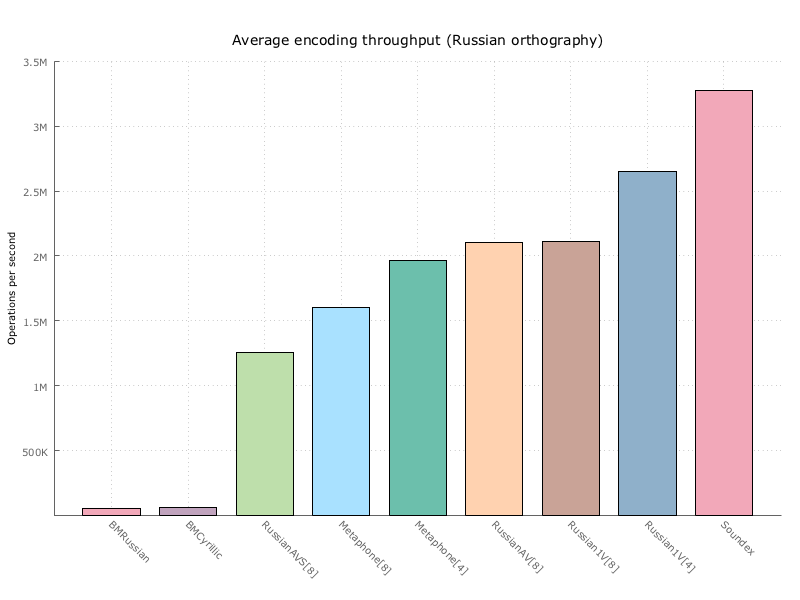 Average encoding throughput (Russian orthography)
3.5M
3M
2.5M
2M
1.5M
1M
500K
Operations per second
BMRussian
BMCyrillic
RussianAVS[8]
Metaphone[8]
Metaphone[4]
RussianAV[8]
Russian1V[8]
Russian1V[4]
Soundex